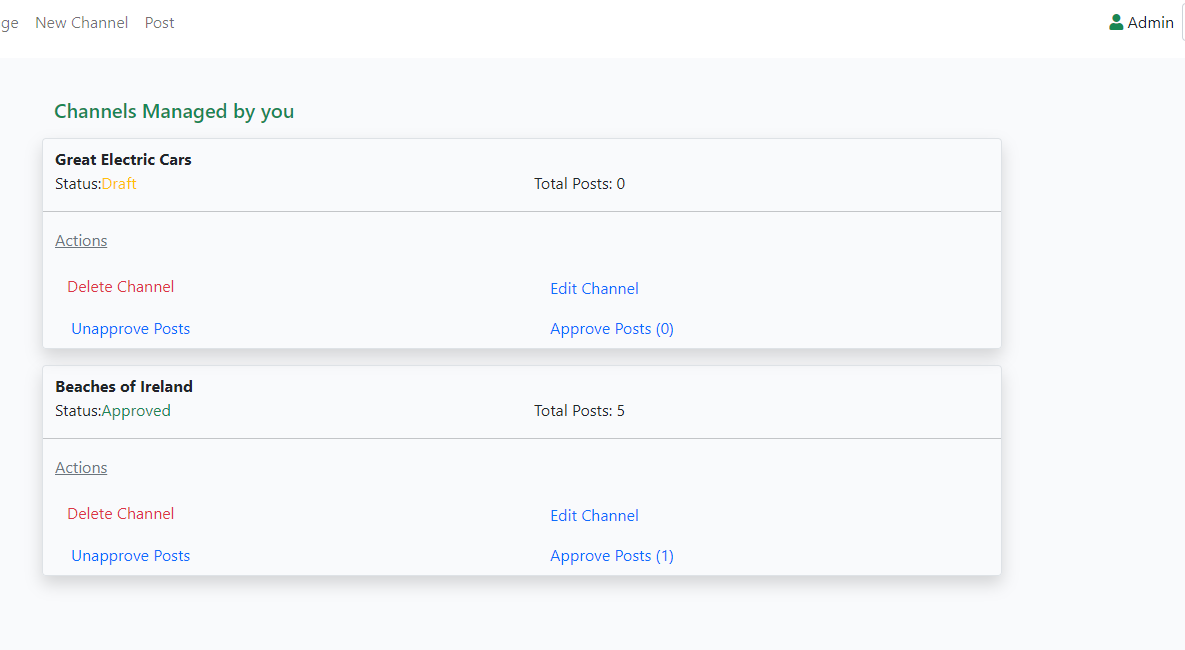 New Channel Post Admin
Channels Managed by you
Great Electric Cars
Status:Draft Total Posts: 0
Actions
Delete Channel Edit Channel
Unapprove Posts Approve Posts (0)
Beaches of Ireland
Status:Approved Total Posts: 5
Actions
Delete Channel Edit Channel
Unapprove Posts Approve Posts (1)